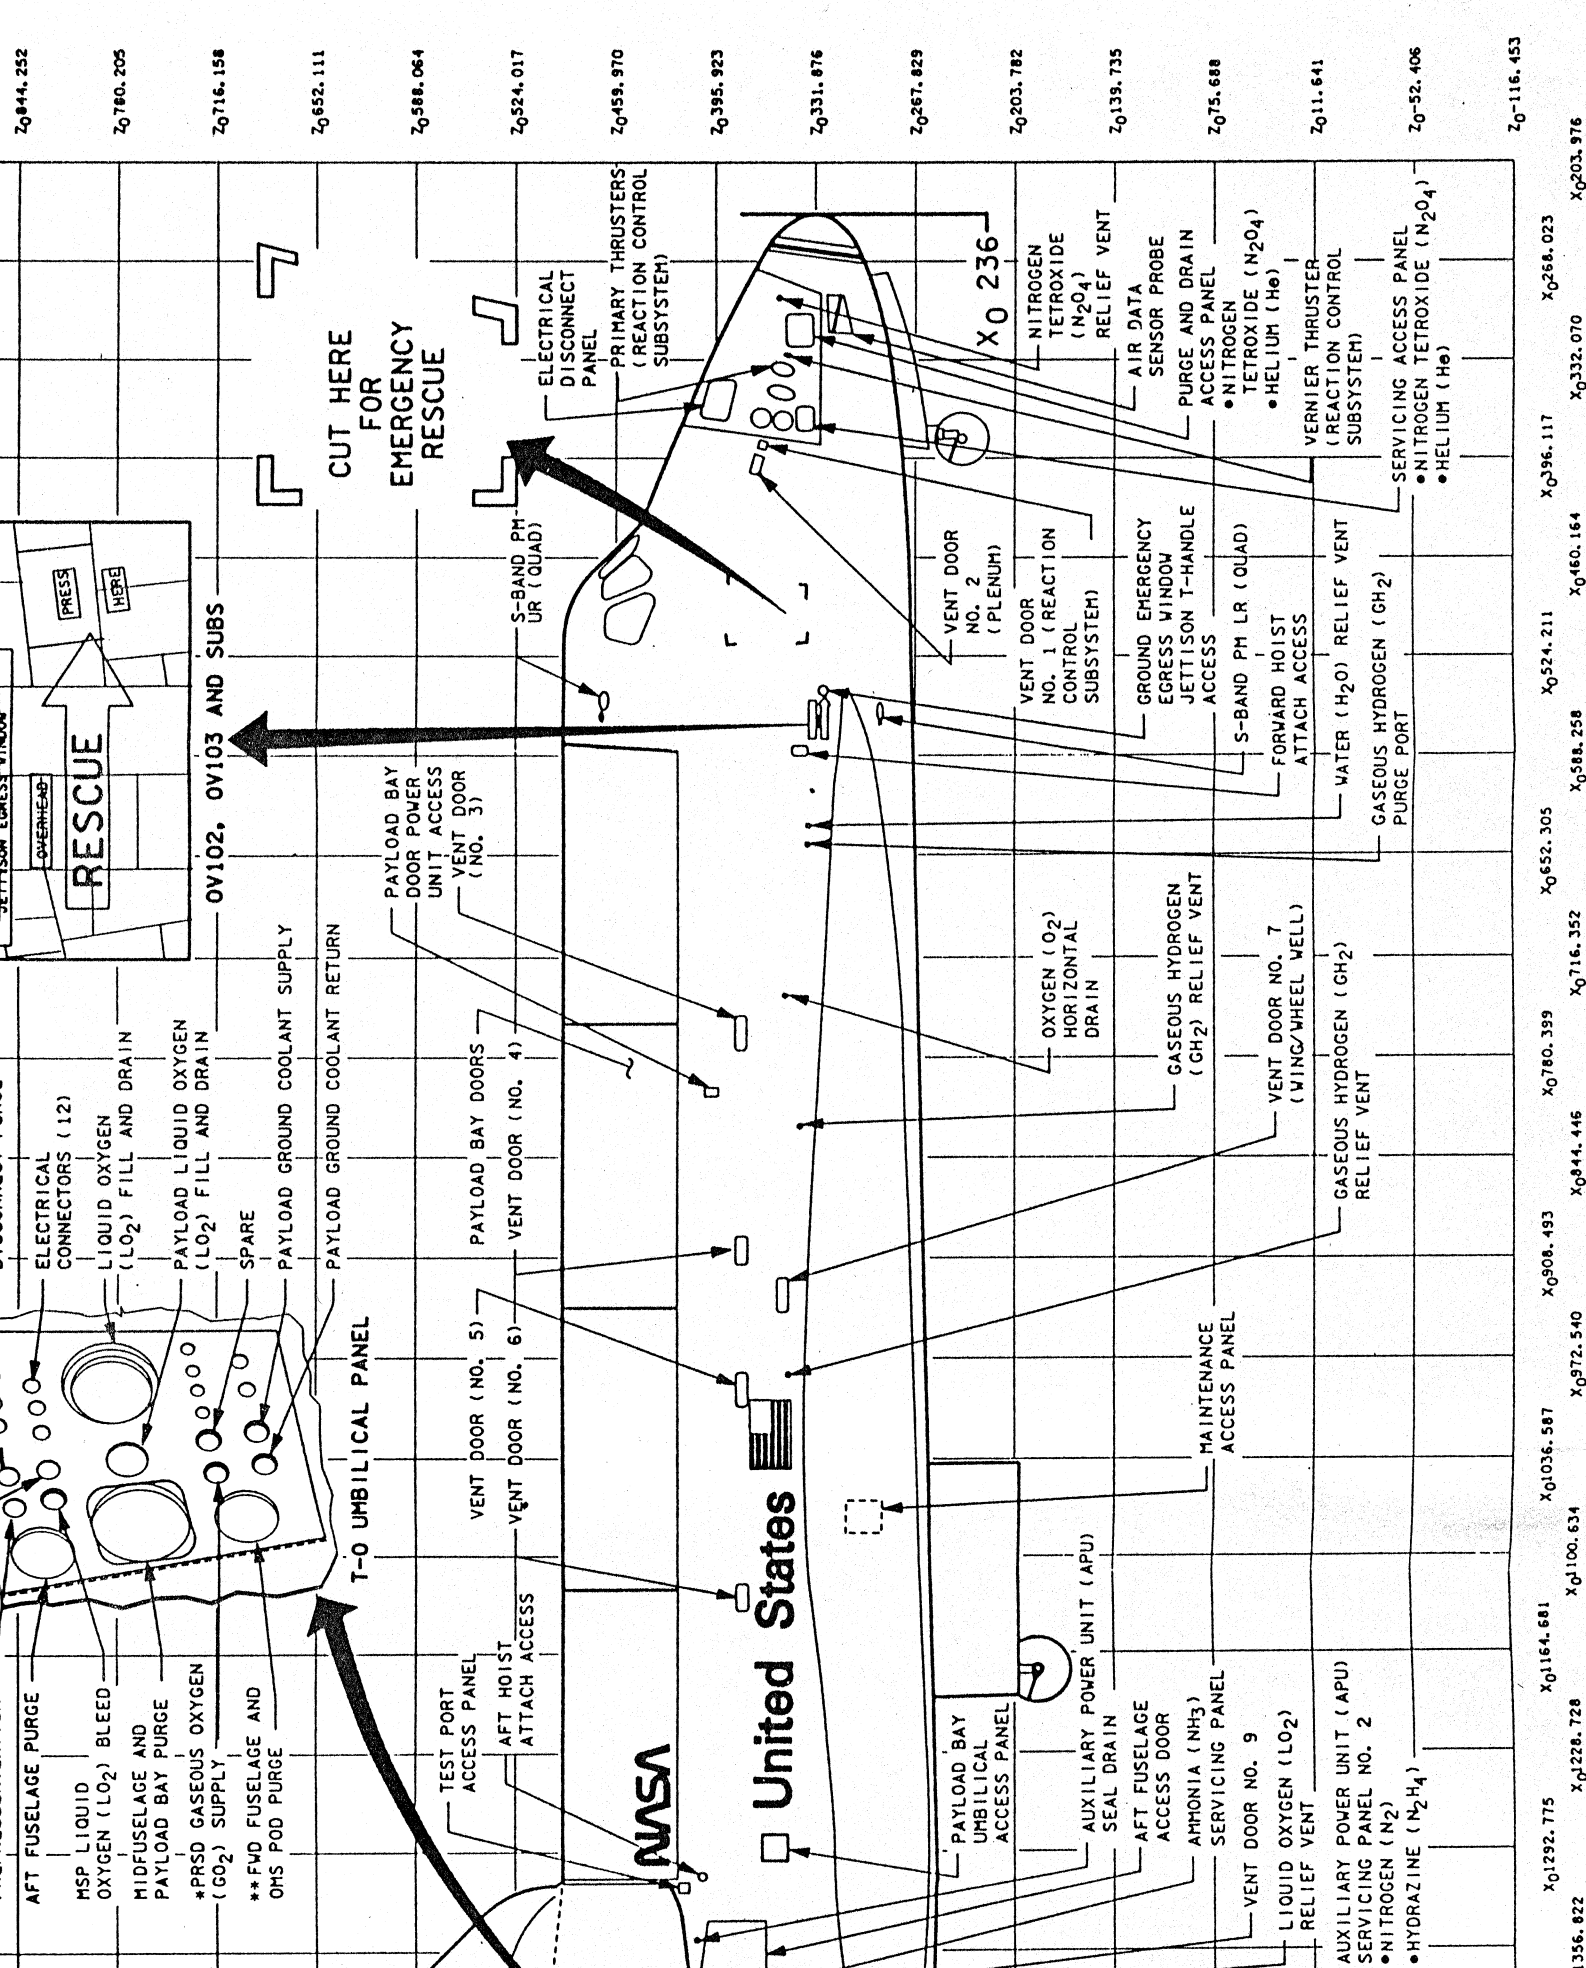 Z₀844.252
Z₀780.205
Z₀716.158
Z₀652.111
Z₀588.064
Z₀524.017
Z₀459.970
Z₀395.923
Z₀331.876
Z₀267.829
Z₀203.782
Z₀139.735
Z₀75.688
Z₀11.641
Z₀-52.406
Z₀-116.453
X₀203.976
X₀268.023
X₀332.070
X₀396.117
X₀460.164
X₀524.211
X₀588.258
X₀652.305
X₀716.352
X₀780.399
X₀844.446
X₀908.493
X₀972.540
X₀1036.587
X₀1100.634
X₀1164.681
X₀1228.728
X₀1292.775
1356.822
PRESS
HERE
OVERHEAD
RESCUE
OV102, OV103 AND SUBS
CUT HERE
FOR
EMERGENCY
RESCUE
ELECTRICAL
DISCONNECT
PANEL
PRIMARY THRUSTERS
(REACTION CONTROL
SUBSYSTEM)
S-BAND PM
UR (QUAD)
X₀ 236
NITROGEN
TETROXIDE
(N₂O₄)
RELIEF VENT
AIR DATA
SENSOR PROBE
PURGE AND DRAIN
ACCESS PANEL
•NITROGEN
TETROXIDE (N₂O₄)
•HELIUM (He)
VERNIER THRUSTER
(REACTION CONTROL
SUBSYSTEM)
SERVICING ACCESS PANEL
•NITROGEN TETROXIDE (N₂O₄)
•HELIUM (He)
VENT DOOR
NO. 2
(PLENUM)
VENT DOOR
NO. 1 (REACTION
CONTROL
SUBSYSTEM)
GROUND EMERGENCY
EGRESS WINDOW
JETTISON T-HANDLE
ACCESS
S-BAND PM LR (QUAD)
FORWARD HOIST
ATTACH ACCESS
WATER (H₂O) RELIEF VENT
GASEOUS HYDROGEN (GH₂)
PURGE PORT
PAYLOAD BAY
DOOR POWER
UNIT ACCESS
VENT DOOR
(NO. 3)
PAYLOAD BAY DOORS
VENT DOOR (NO. 4)
VENT DOOR (NO. 5)
VENT DOOR (NO. 6)
OXYGEN (O₂)
HORIZONTAL
DRAIN
GASEOUS HYDROGEN
(GH₂) RELIEF VENT
VENT DOOR NO. 7
(WING/WHEEL WELL)
GASEOUS HYDROGEN (GH₂)
RELIEF VENT
MAINTENANCE
ACCESS PANEL
ELECTRICAL
CONNECTORS (12)
LIQUID OXYGEN
(LO₂) FILL AND DRAIN
PAYLOAD LIQUID OXYGEN
(LO₂) FILL AND DRAIN
SPARE
PAYLOAD GROUND COOLANT SUPPLY
PAYLOAD GROUND COOLANT RETURN
T-O UMBILICAL PANEL
AFT FUSELAGE PURGE
MSP LIQUID
OXYGEN (LO₂) BLEED
MIDFUSELAGE AND
PAYLOAD BAY PURGE
*PRSD GASEOUS OXYGEN
(GO₂) SUPPLY
**FWD FUSELAGE AND
OMS POD PURGE
TEST PORT
ACCESS PANEL
AFT HOIST
ATTACH ACCESS
NASA
United States
PAYLOAD BAY
UMBILICAL
ACCESS PANEL
AUXILIARY POWER UNIT (APU)
SEAL DRAIN
AFT FUSELAGE
ACCESS DOOR
AMMONIA (NH₃)
SERVICING PANEL
VENT DOOR NO. 9
LIQUID OXYGEN (LO₂)
RELIEF VENT
AUXILIARY POWER UNIT (APU)
SERVICING PANEL NO. 2
•NITROGEN (N₂)
•HYDRAZINE (N₂H₄)